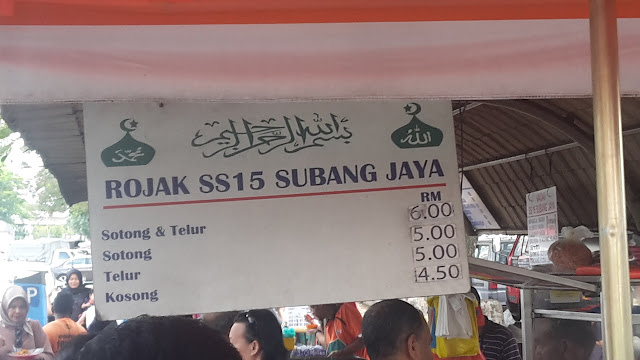 محمد بسم الله الرحمن الرحيم الله
ROJAK SS15 SUBANG JAYA
RM
Sotong & Telur 6.00
Sotong 5.00
Telur 5.00
Kosong 4.50
P